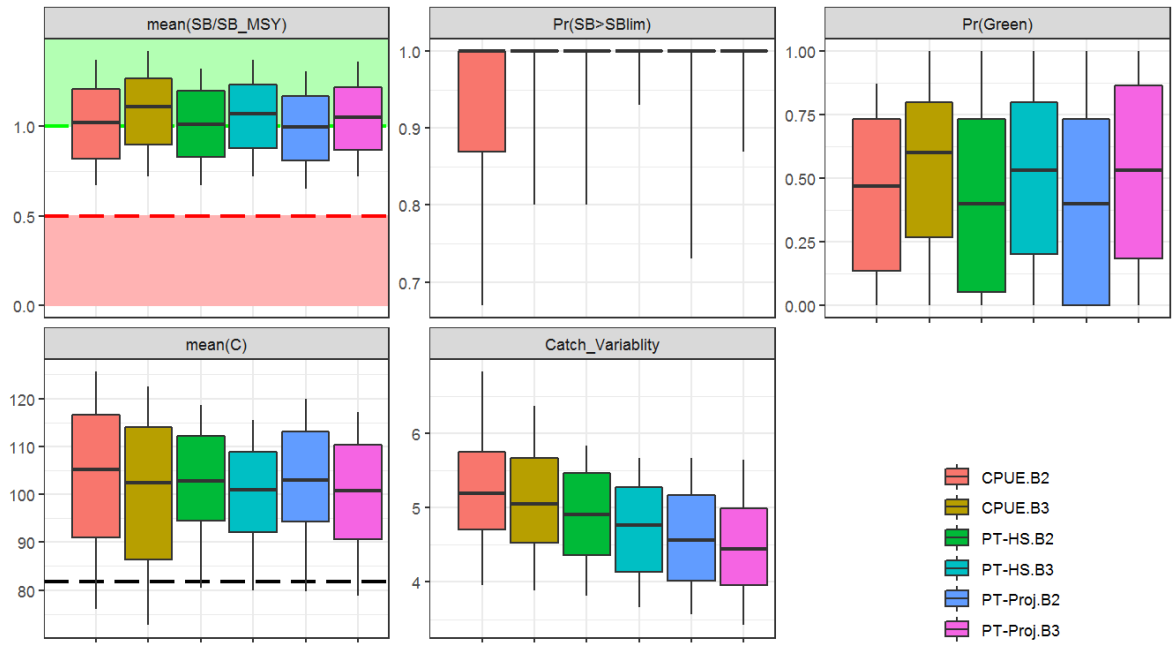 mean(SB/SB_MSY)
1.0
0.5
0.0
Pr(SB>SBlim)
1.0
0.9
0.8
0.7
Pr(Green)
1.00
0.75
0.50
0.25
0.00
mean(C)
120
110
100
90
80
Catch_Variablity
6
5
4
CPUE.B2
CPUE.B3
PT-HS.B2
PT-HS.B3
PT-Proj.B2
PT-Proj.B3